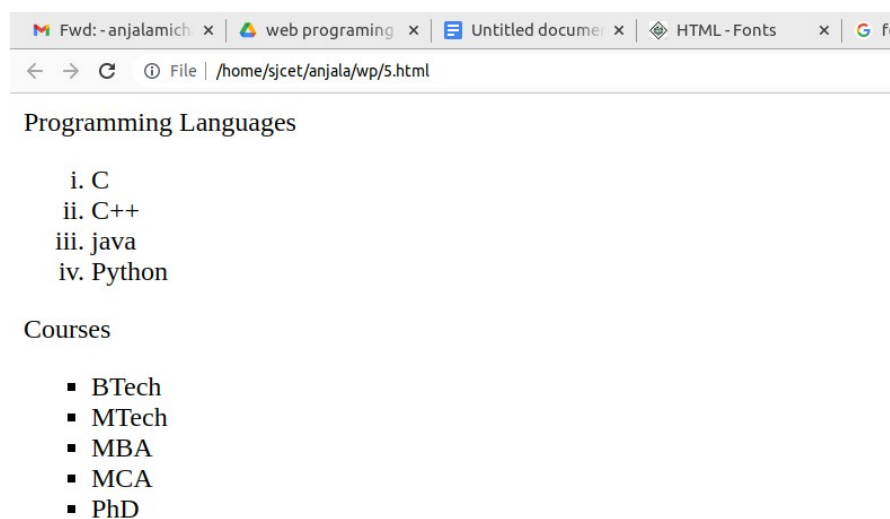 Fwd: - anjalamich
web programing
Untitled documen
HTML - Fonts
File | /home/sjcet/anjala/wp/5.html
Programming Languages
i. C
ii. C++
iii. java
iv. Python
Courses
▪ BTech
▪ MTech
▪ MBA
▪ MCA
▪ PhD